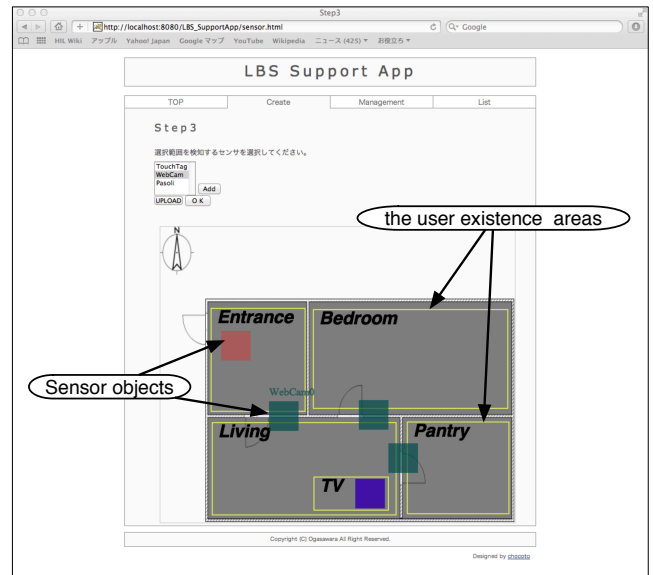 Step3
http://localhost:8080/LBS_SupportApp/sensor.html
Google
HIL Wiki アップル Yahoo! Japan Google マップ YouTube Wikipedia ニュース (425) お役立ち
LBS Support App
TOP Create Management List
Step3
選択範囲を検知するセンサを選択してください。
TouchTag
WebCam
Pasoli
Add
UPLOAD O K
the user existence areas
N
Entrance
Bedroom
Sensor objects
WebCam0
Living
Pantry
TV
Copyright (C) Ogasawara All Right Reserved.
Designed by chocoto